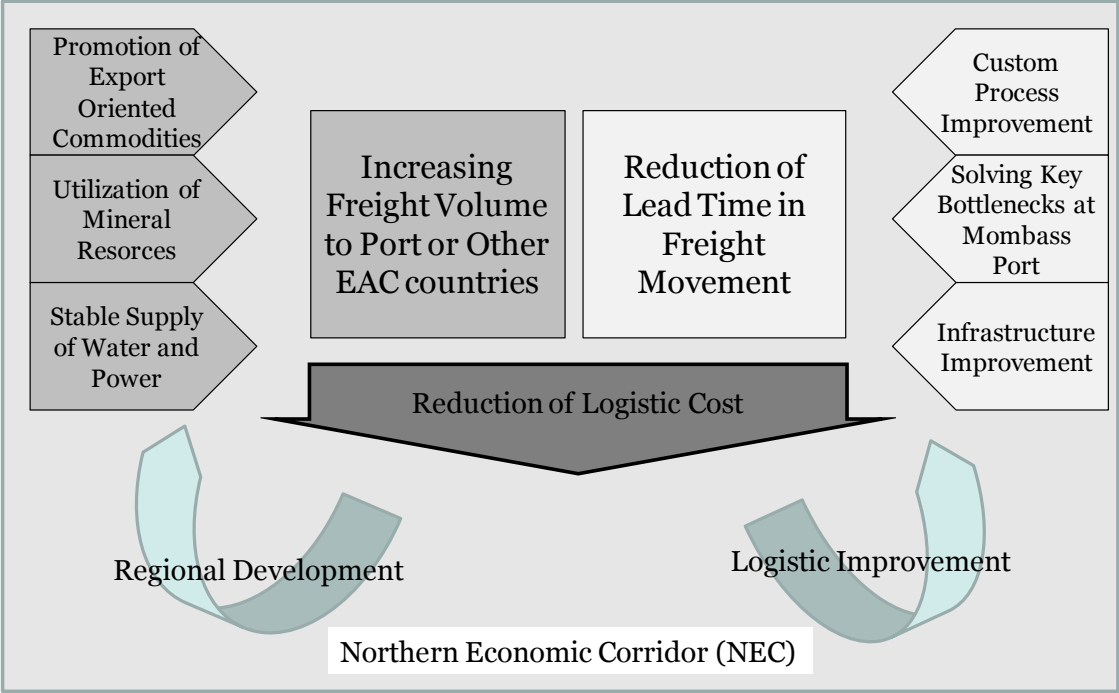 Promotion of
Export
Oriented
Commodities
Utilization of
Mineral
Resorces
Stable Supply
of Water and
Power
Increasing
Freight Volume
to Port or Other
EAC countries
Reduction of
Lead Time in
Freight
Movement
Custom
Process
Improvement
Solving Key
Bottlenecks at
Mombass
Port
Infrastructure
Improvement
Reduction of Logistic Cost
Regional Development
Logistic Improvement
Northern Economic Corridor (NEC)